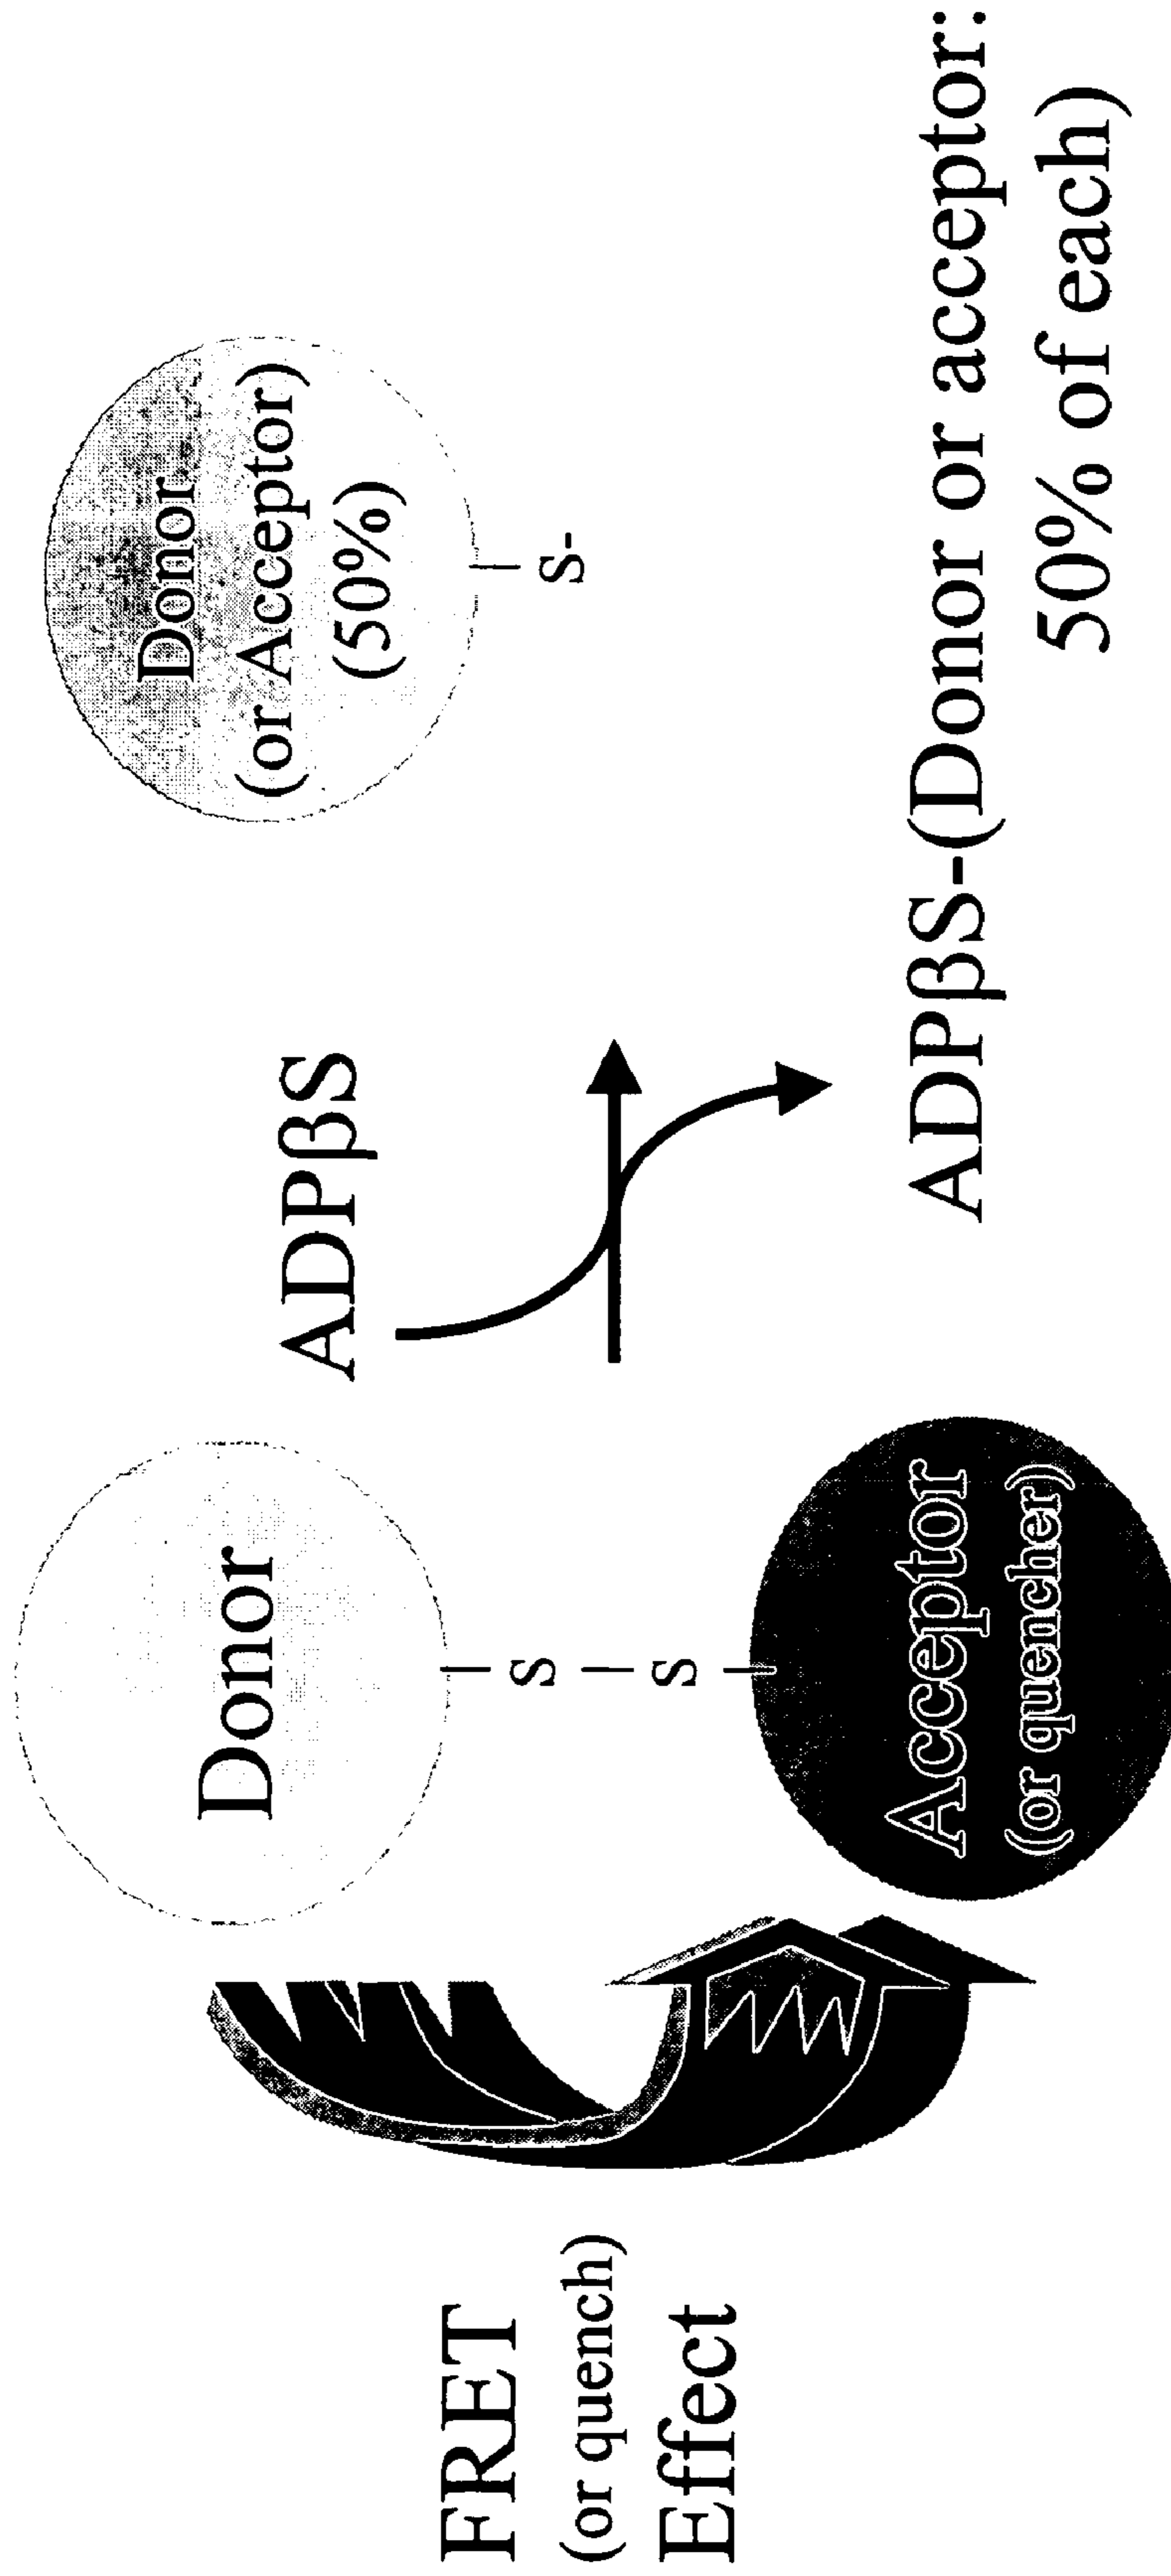 FRET
(or quench)
Effect
Donor
S
S
Acceptor
(or quencher)
ADPβS
Donor
(or Acceptor)
(50%)
S-
ADPβS-(Donor or acceptor:
50% of each)